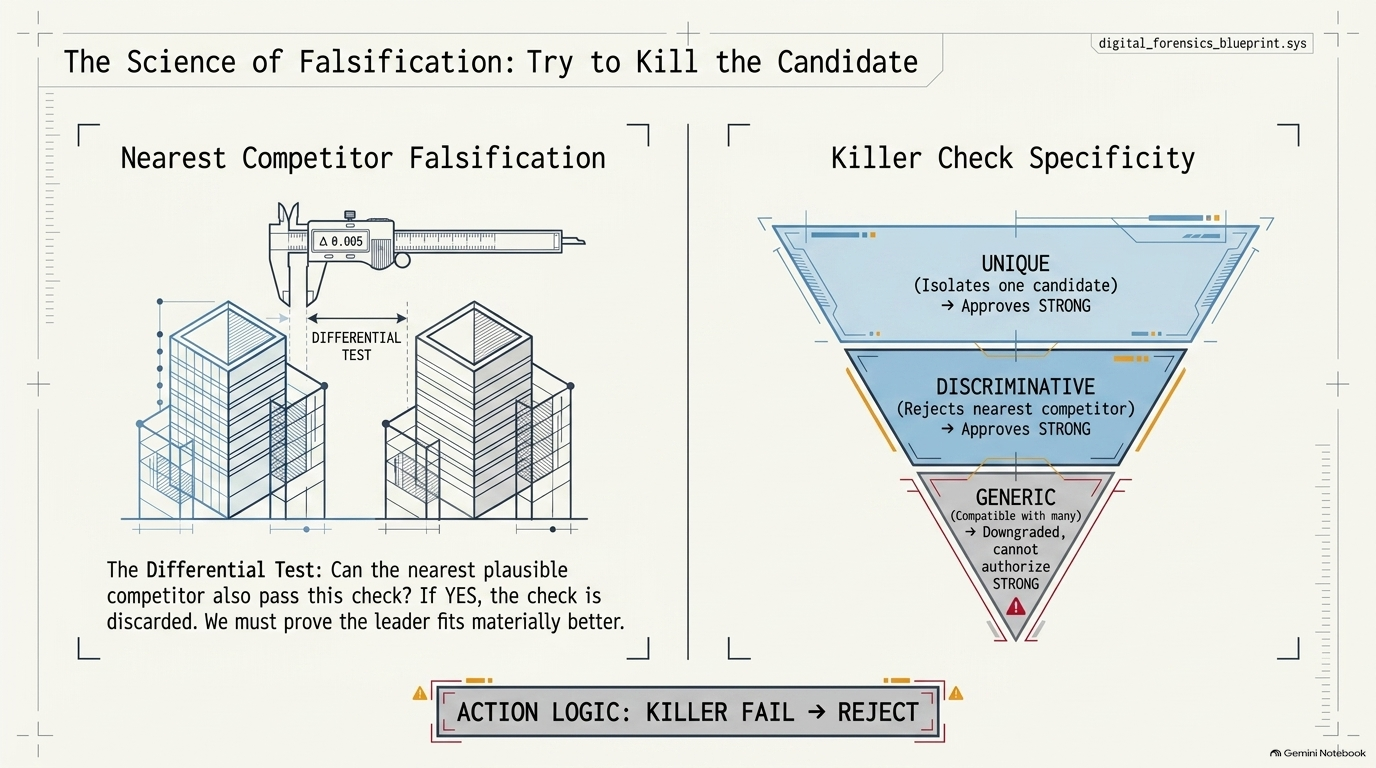 The Science of Falsification: Try to Kill the Candidate
digital_forensics_blueprint.sys
Nearest Competitor Falsification
Δ 0.005
DIFFERENTIAL
TEST
The Differential Test: Can the nearest plausible
competitor also pass this check? If YES, the check is
discarded. We must prove the leader fits materially better.
Killer Check Specificity
UNIQUE
(Isolates one candidate)
→ Approves STRONG
DISCRIMINATIVE
(Rejects nearest competitor)
→ Approves STRONG
GENERIC
(Compatible with many)
→ Downgraded,
cannot
authorize
STRONG
ACTION LOGIC: KILLER FAIL → REJECT
Gemini Notebook